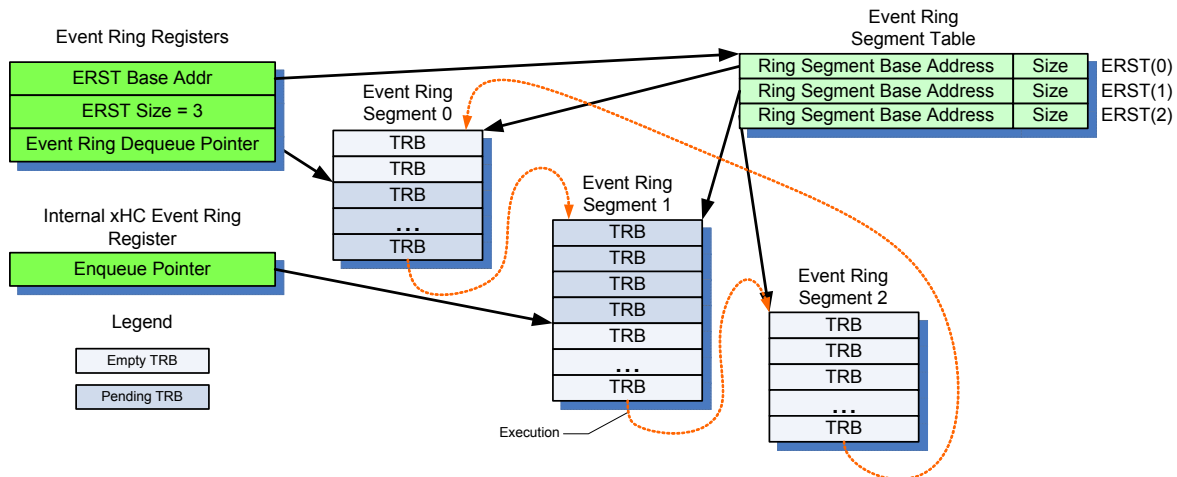 Event Ring Registers
ERST Base Addr
ERST Size = 3
Event Ring Dequeue Pointer
Internal xHC Event Ring
Register
Enqueue Pointer
Legend
Empty TRB
Pending TRB
Event Ring
Segment 0
TRB
TRB
TRB
...
TRB
Event Ring
Segment 1
TRB
TRB
TRB
TRB
TRB
...
TRB
Execution
Event Ring
Segment Table
Ring Segment Base Address Size ERST(0)
Ring Segment Base Address Size ERST(1)
Ring Segment Base Address Size ERST(2)
Event Ring
Segment 2
TRB
TRB
TRB
...
TRB